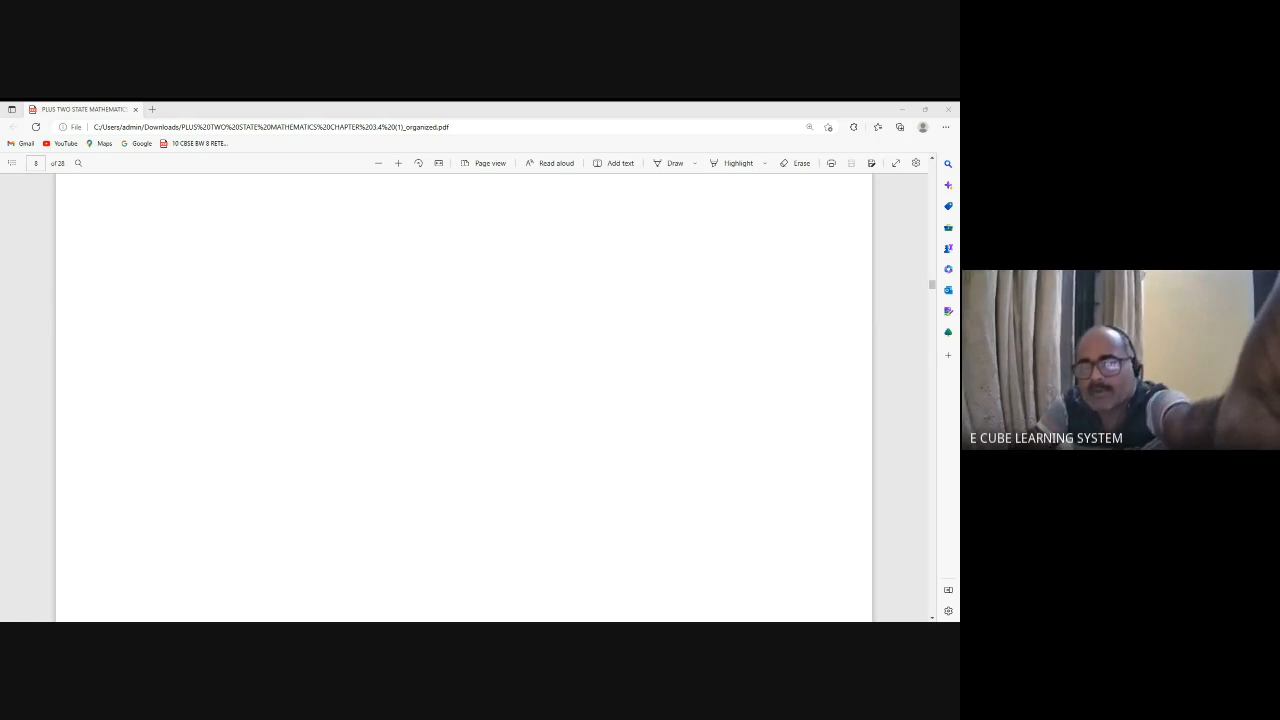 PLUS TWO STATE MATHEMATIC
File
C:/Users/admin/Downloads/PLUS%20TWO%20STATE%20MATHEMATICS%20CHAPTER%203.4%20(1)_organized.pdf
Gmail
YouTube
Maps
Google
10 CBSE BW 8 RETE...
8 of 28
Page view
Read aloud
Add text
Draw
Highlight
Erase
E CUBE LEARNING SYSTEM